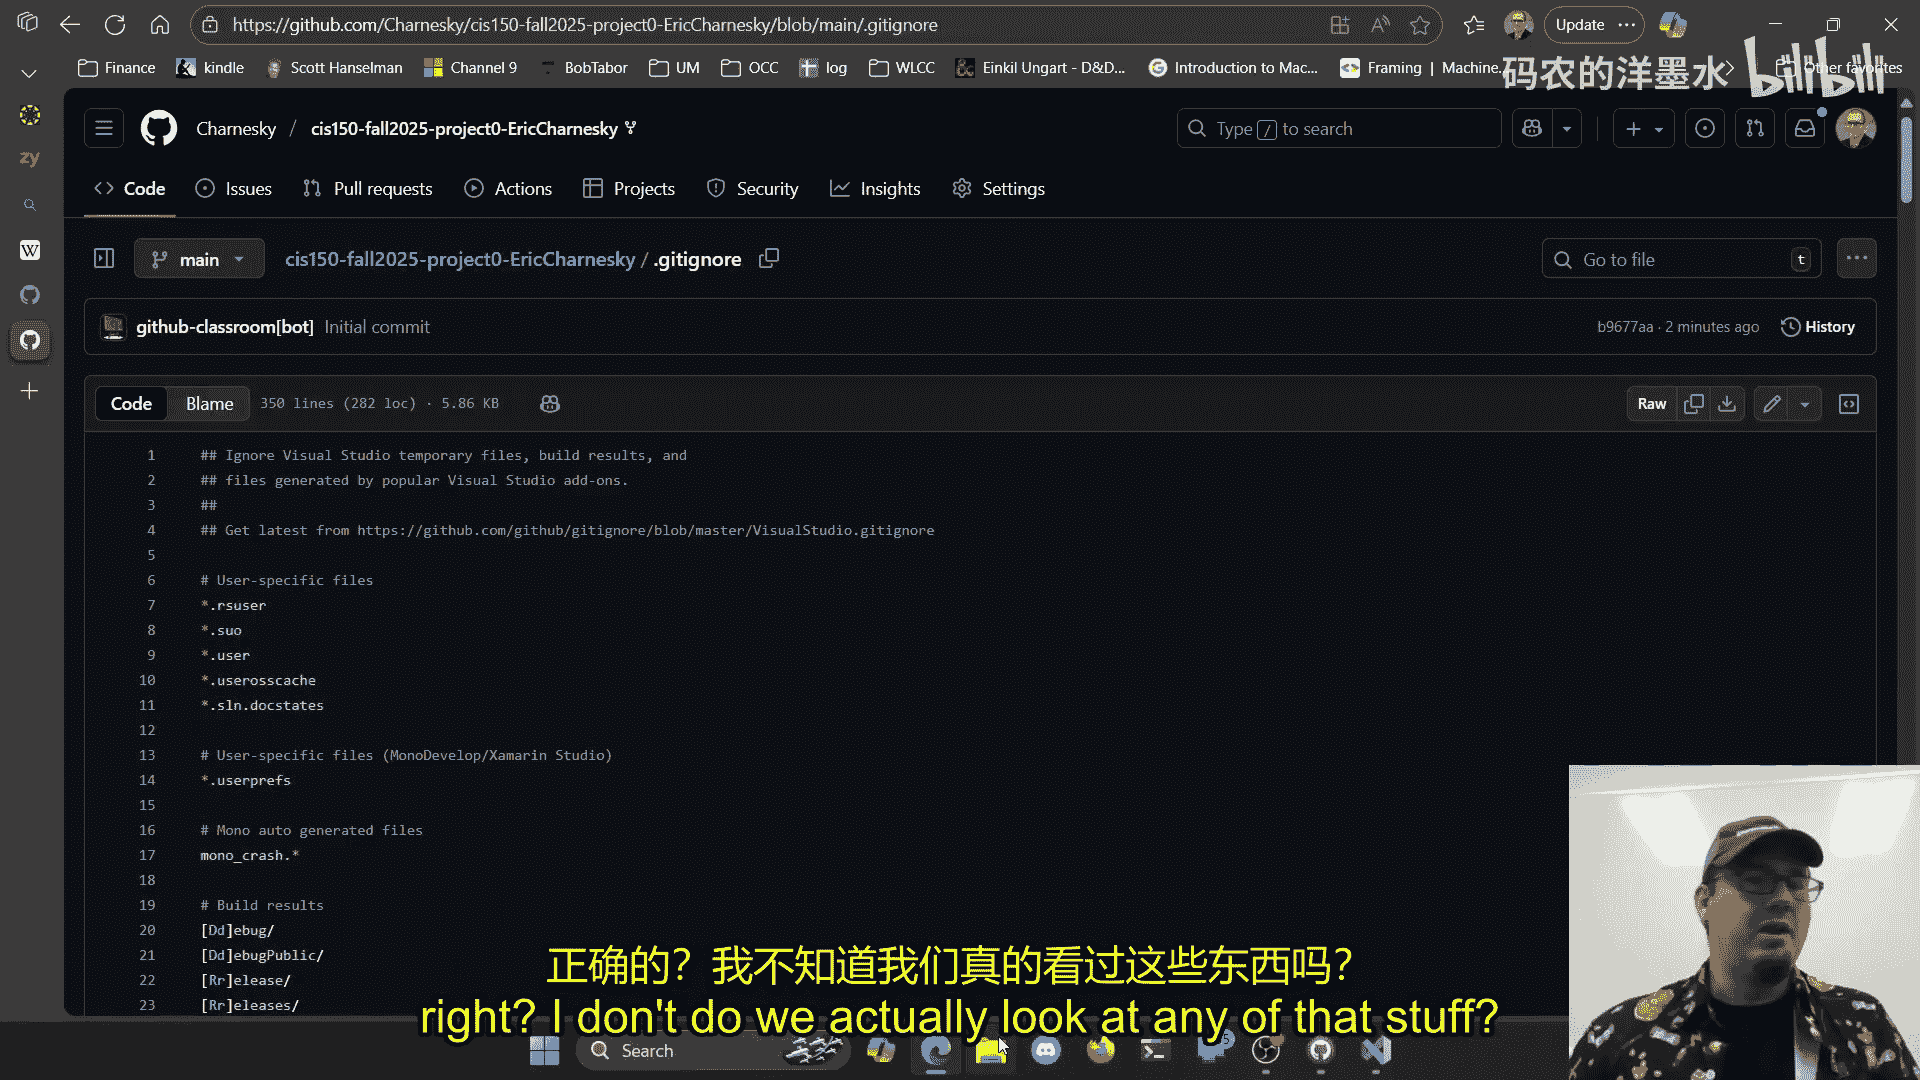 https://github.com/Charnesky/cis150-fall2025-project0-EricCharnesky/blob/main/.gitignore
Update
Finance
kindle
Scott Hanselman
Channel 9
BobTabor
UM
OCC
log
WLCC
Einkil Ungart - D&D...
Introduction to Mac...
Framing | Machine...
Other favorites
码农的洋墨水
bilibili
Charnesky / cis150-fall2025-project0-EricCharnesky
Type / to search
zy
Code
Issues
Pull requests
Actions
Projects
Security
Insights
Settings
W
main
cis150-fall2025-project0-EricCharnesky / .gitignore
Go to file
t
github-classroom[bot] Initial commit
b9677aa · 2 minutes ago
History
Code
Blame
350 lines (282 loc) · 5.86 KB
Raw
1 ## Ignore Visual Studio temporary files, build results, and
2 ## files generated by popular Visual Studio add-ons.
3 ##
4 ## Get latest from https://github.com/github/gitignore/blob/master/VisualStudio.gitignore
5
6 # User-specific files
7 *.rsuser
8 *.suo
9 *.user
10 *.userosscache
11 *.sln.docstates
12
13 # User-specific files (MonoDevelop/Xamarin Studio)
14 *.userprefs
15
16 # Mono auto generated files
17 mono_crash.*
18
19 # Build results
20 [Dd]ebug/
21 [Dd]ebugPublic/
22 [Rr]elease/
23 [Rr]eleases/
正确的？我不知道我们真的看过这些东西吗？
right? I don't do we actually look at any of that stuff?
Search
5